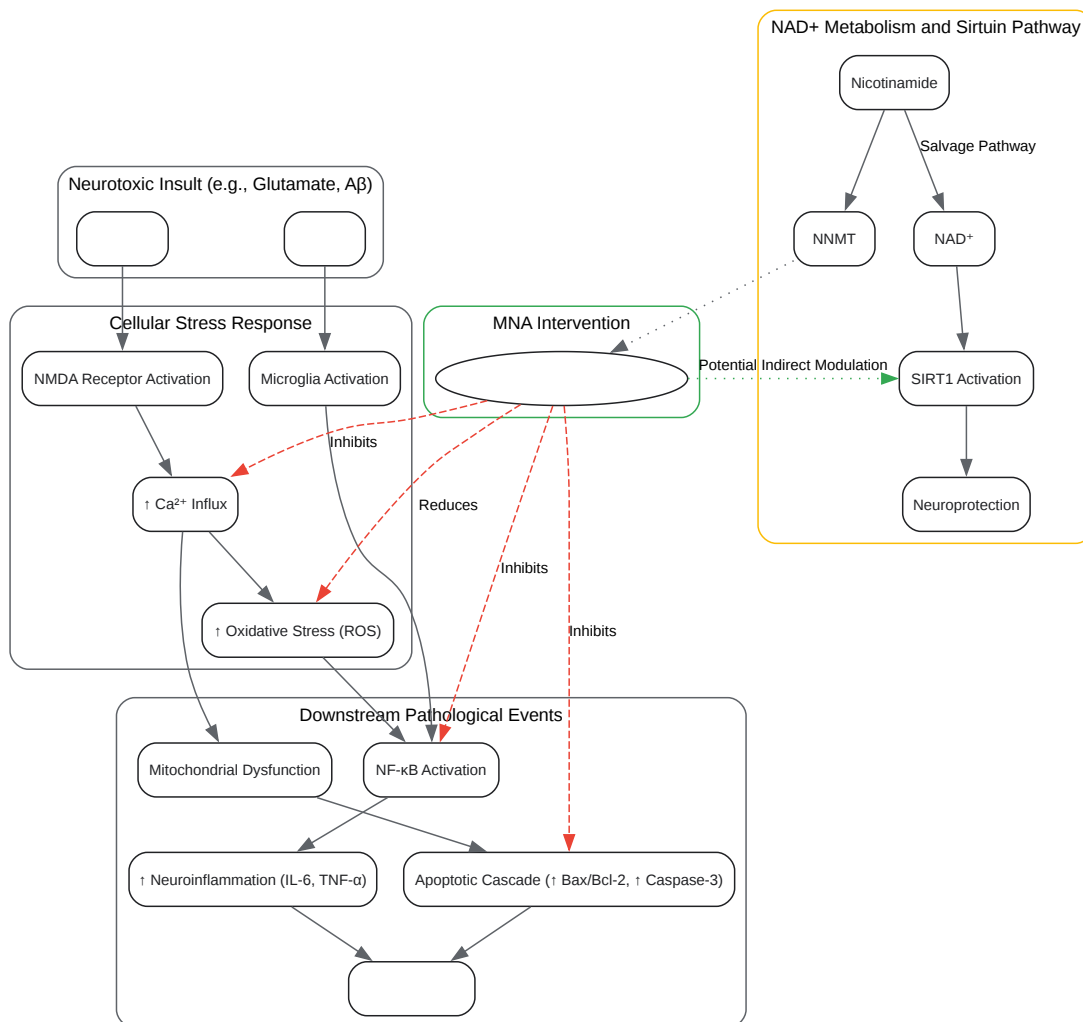 NAD+ Metabolism and Sirtuin Pathway
Nicotinamide
Salvage Pathway
Neurotoxic Insult (e.g., Glutamate, Aβ)
NNMT
NAD⁺
Cellular Stress Response
MNA Intervention
NMDA Receptor Activation
Microglia Activation
Potential Indirect Modulation
SIRT1 Activation
Inhibits
↑ Ca²⁺ Influx
Reduces
Neuroprotection
Inhibits
↑ Oxidative Stress (ROS)
Inhibits
Downstream Pathological Events
Mitochondrial Dysfunction
NF-κB Activation
↑ Neuroinflammation (IL-6, TNF-α)
Apoptotic Cascade (↑ Bax/Bcl-2, ↑ Caspase-3)